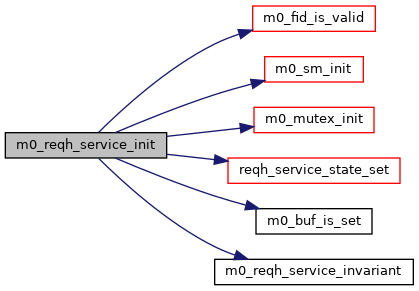 m0_fid_is_valid
m0_sm_init
m0_mutex_init
m0_reqh_service_init
reqh_service_state_set
m0_buf_is_set
m0_reqh_service_invariant